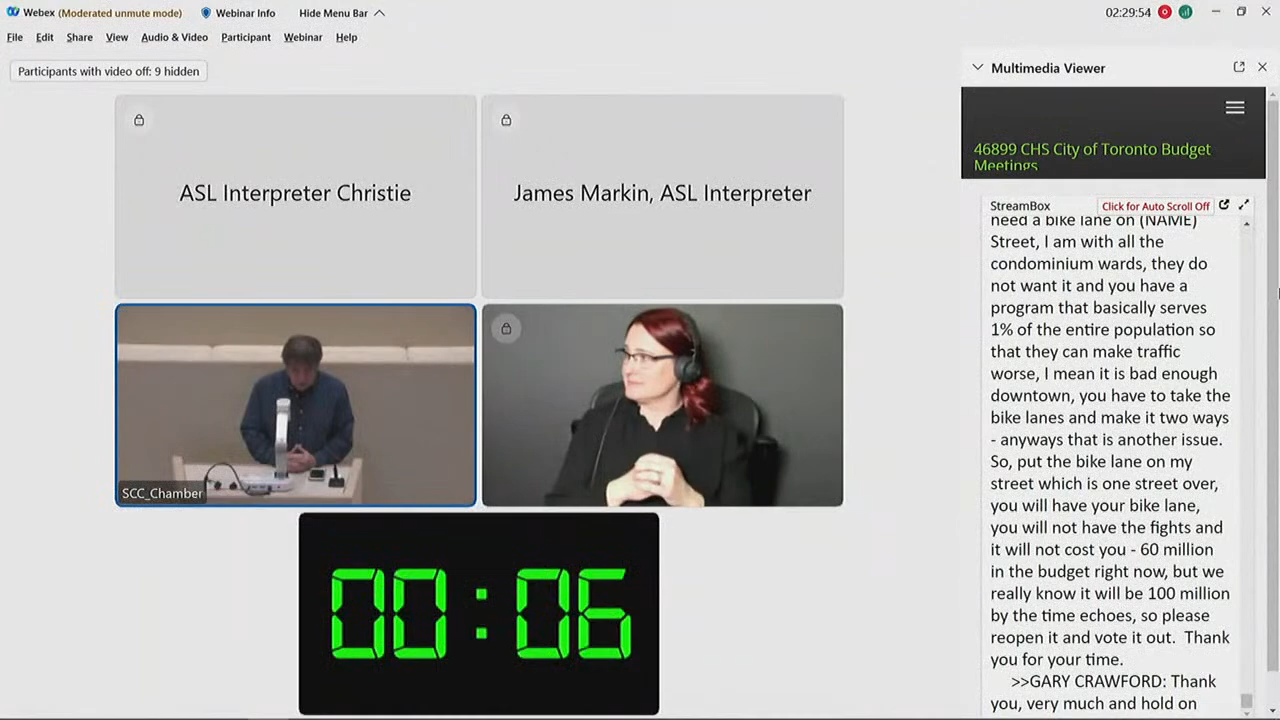 Webex (Moderated unmute mode) Webinar Info Hide Menu Bar 02:29:54
File Edit Share View Audio & Video Participant Webinar Help
Participants with video off: 9 hidden
Multimedia Viewer
ASL Interpreter Christie
James Markin, ASL Interpreter
SCC_Chamber
00:06
46899 CHS City of Toronto Budget
Meetings
StreamBox Click for Auto Scroll Off
need a bike lane on (NAME)
Street, I am with all the
condominium wards, they do
not want it and you have a
program that basically serves
1% of the entire population so
that they can make traffic
worse, I mean it is bad enough
downtown, you have to take the
bike lanes and make it two ways
- anyways that is another issue.
So, put the bike lane on my
street which is one street over,
you will have your bike lane,
you will not have the fights and
it will not cost you - 60 million
in the budget right now, but we
really know it will be 100 million
by the time echoes, so please
reopen it and vote it out. Thank
you for your time.
>>GARY CRAWFORD: Thank
you, very much and hold on